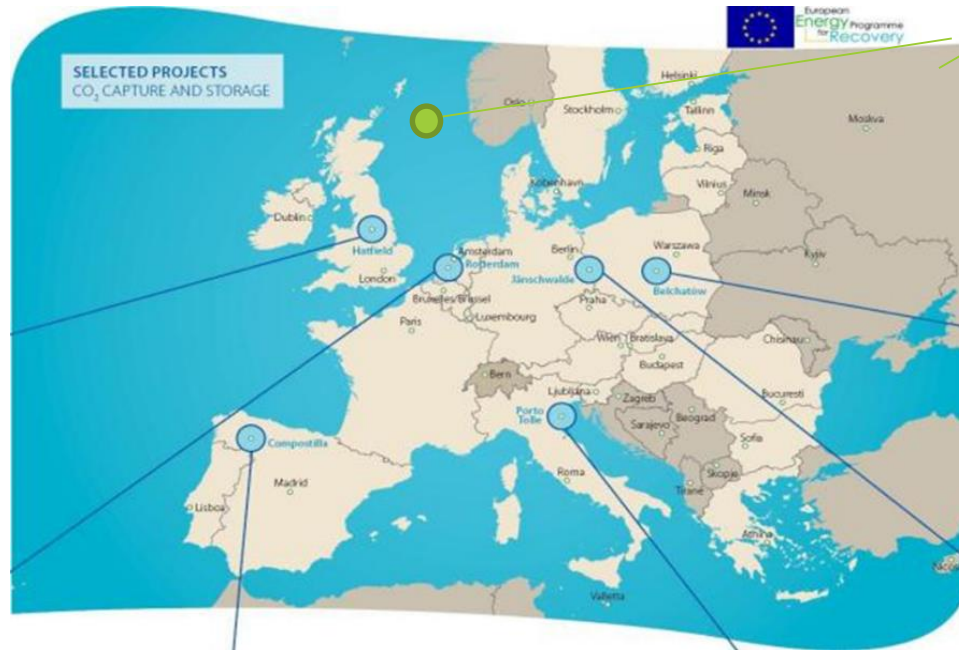 European
Energy Programme
for Recovery
SELECTED PROJECTS
CO₂ CAPTURE AND STORAGE
Helsinki
Oslo
Stockholm
Tallinn
Moskva
Riga
København
Vilnius
Minsk
Dublin
Hatfield
Amsterdam
Rotterdam
Berlin
Warszawa
London
Jänschwalde
Bełchatów
Kyiv
Bruxelles/Brussel
Praha
Luxembourg
Paris
Wien
Bratislava
Chisinau
Budapest
Bern
Ljubljana
Zagreb
Bucuresti
Porto
Tolle
Beograd
Compostilla
Sarajevo
Sofia
Roma
Skopje
Madrid
Tiranë
Lisboa
Athina
Valletta